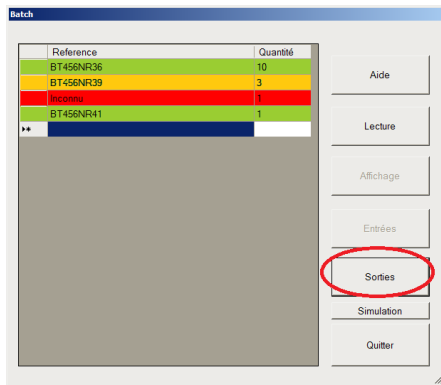 Batch
Reference Quantité
BT456NR36 10
BT456NR39 3
Inconnu 1
BT456NR41 1
Aide
Lecture
Affichage
Entrées
Sorties
Simulation
Quitter